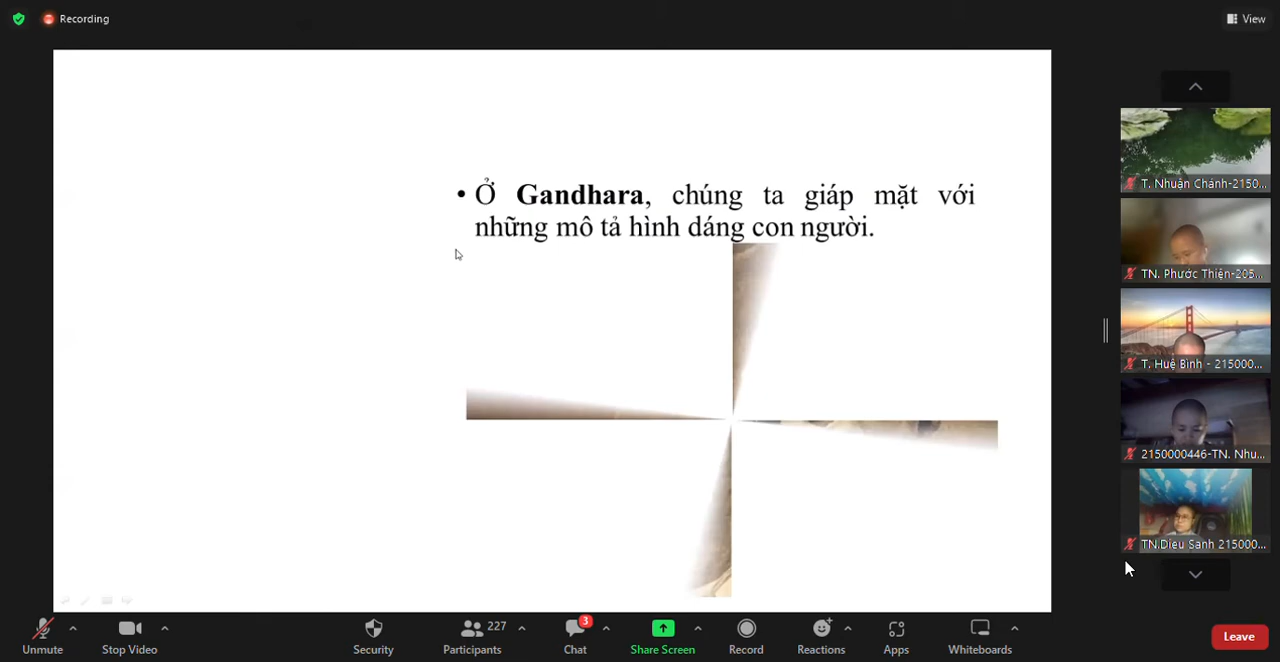 Recording
View
• Ở Gandhara, chúng ta giáp mặt với
những mô tả hình dáng con người.
T. Nhuận Chánh-2150...
TN. Phước Thiện-205...
T. Huệ Bình - 215000...
2150000446-TN. Nhu...
TN.Dieu Sanh 215000...
Unmute
Stop Video
Security
227
Participants
3
Chat
Share Screen
Record
Reactions
Apps
Whiteboards
Leave